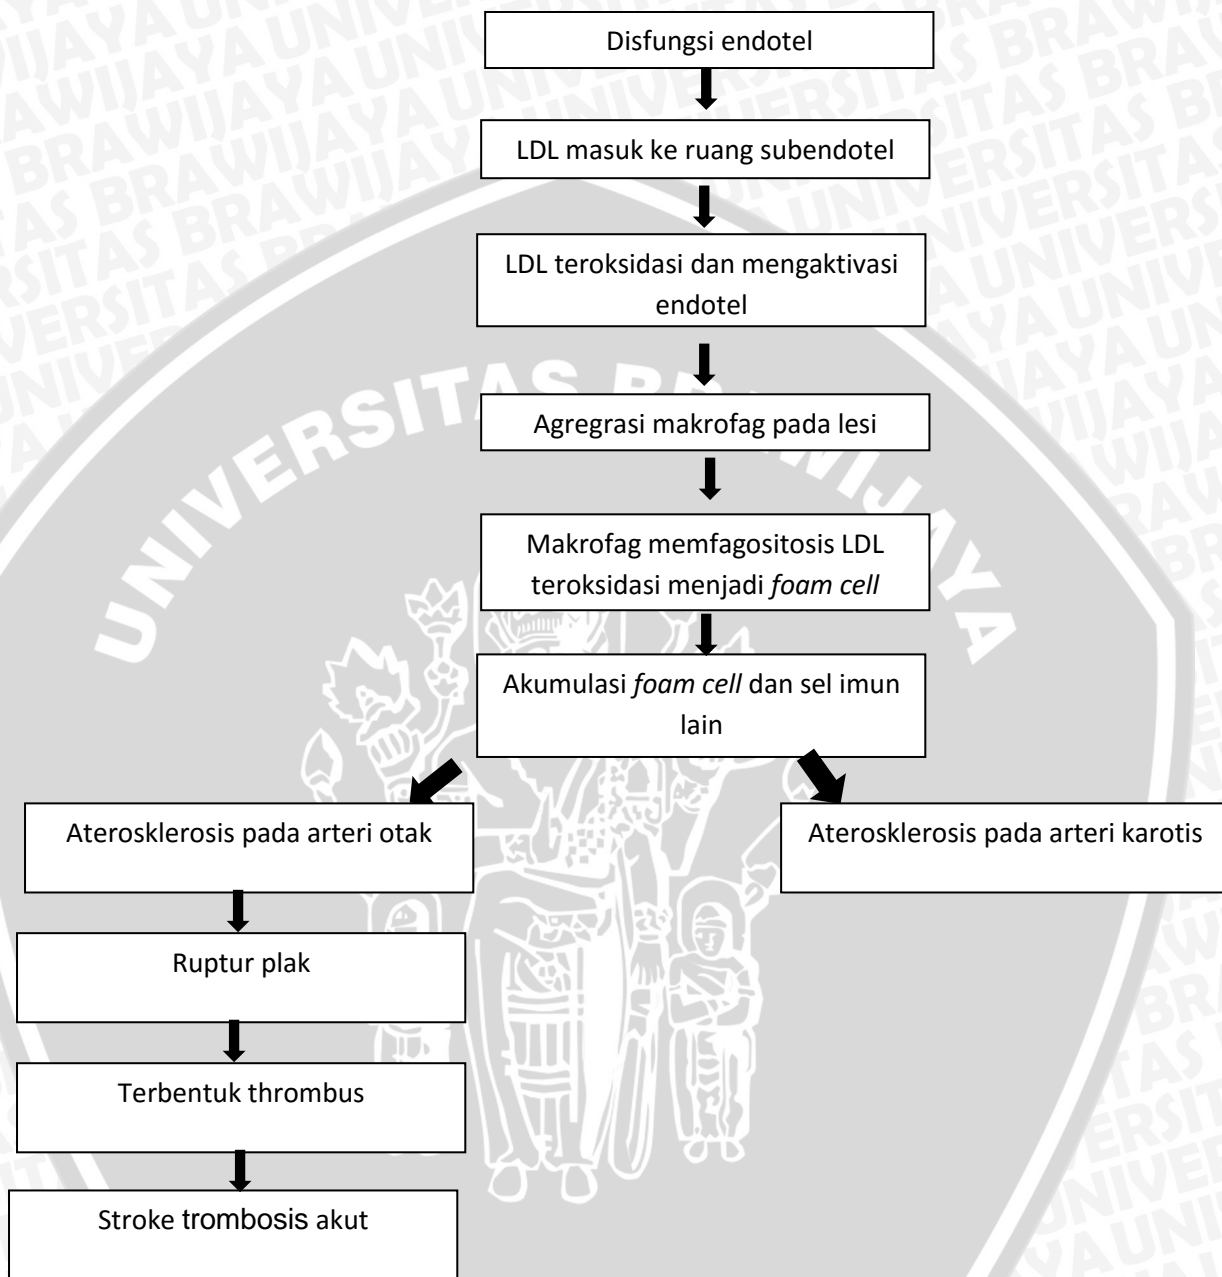 Disfungsi endotel
LDL masuk ke ruang subendotel
LDL teroksidasi dan mengaktivasi
endotel
Agregrasi makrofag pada lesi
Makrofag memfagositosis LDL
teroksidasi menjadi foam cell
Akumulasi foam cell dan sel imun
lain
Aterosklerosis pada arteri otak
Aterosklerosis pada arteri karotis
Ruptur plak
Terbentuk thrombus
Stroke trombosis akut
UNIVERSITAS BRAWIJAYA